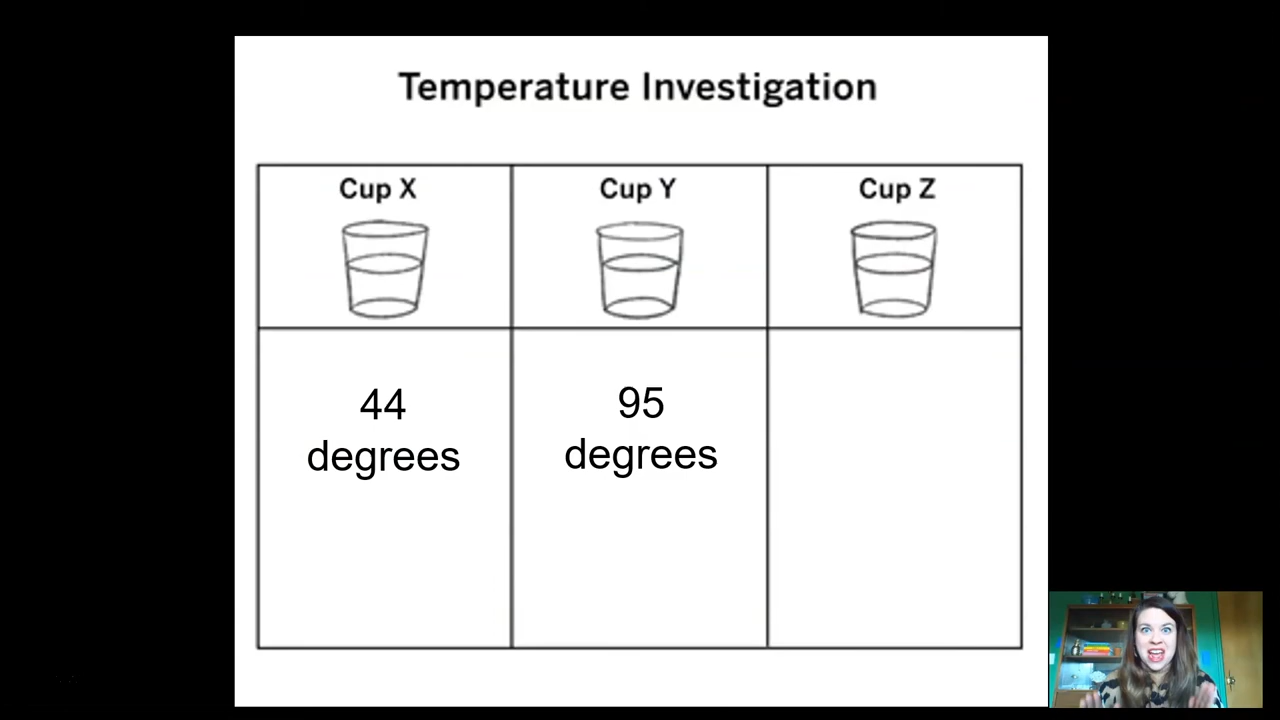 Temperature Investigation
Cup X
Cup Y
Cup Z
44
degrees
95
degrees